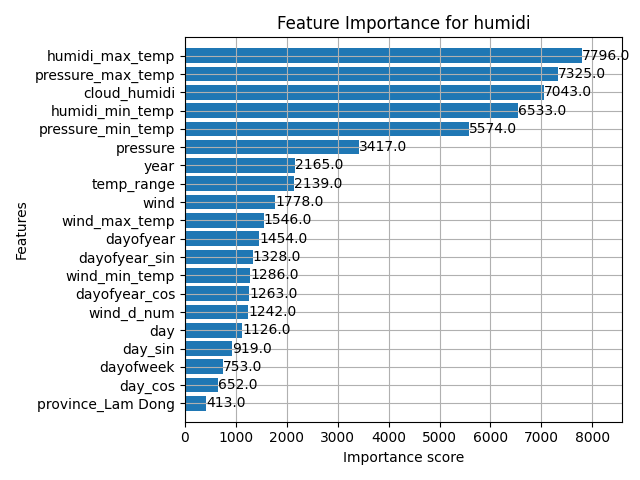 Feature Importance for humidi
humidi_max_temp 7796.0
pressure_max_temp 7325.0
cloud_humidi 7043.0
humidi_min_temp 6533.0
pressure_min_temp 5574.0
pressure 3417.0
year 2165.0
temp_range 2139.0
wind 1778.0
wind_max_temp 1546.0
dayofyear 1454.0
dayofyear_sin 1328.0
wind_min_temp 1286.0
dayofyear_cos 1263.0
wind_d_num 1242.0
day 1126.0
day_sin 919.0
dayofweek 753.0
day_cos 652.0
province_Lam Dong 413.0
Features
0 1000 2000 3000 4000 5000 6000 7000 8000
Importance score